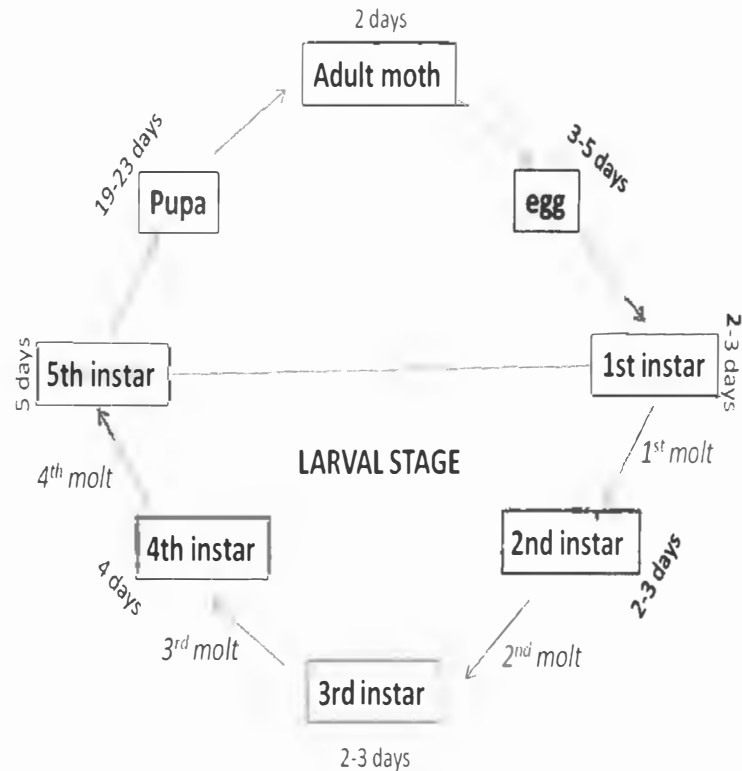 2 days
Adult moth
3-5 days
egg
2-3 days
1st instar
1st molt
2nd instar
2-3 days
2nd molt
3rd instar
2-3 days
3rd molt
4th instar
4 days
4th molt
5th instar
5 days
Pupa
19-23 days
LARVAL STAGE